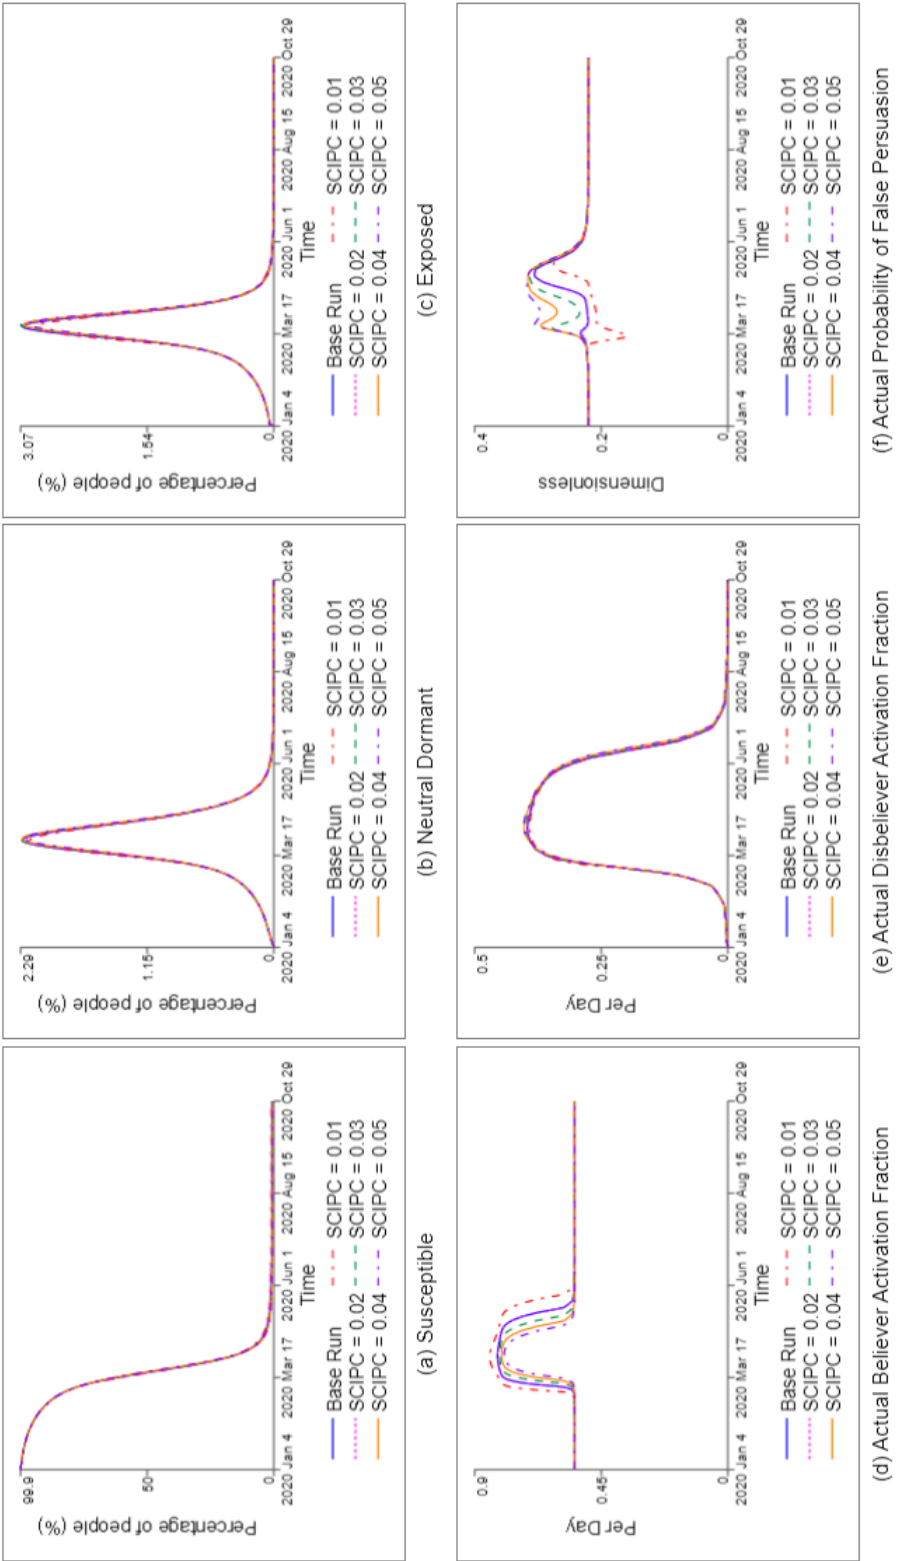 99.9
50
0
Percentage of people (%)
2020 Jan 4 2020 Mar 17 2020 Jun 1 2020 Aug 15 2020 Oct 29
Time
Base Run SCIPC = 0.01
SCIPC = 0.02 SCIPC = 0.03
SCIPC = 0.04 SCIPC = 0.05
(a) Susceptible
2.29
1.15
0
Percentage of people (%)
2020 Jan 4 2020 Mar 17 2020 Jun 1 2020 Aug 15 2020 Oct 29
Time
Base Run SCIPC = 0.01
SCIPC = 0.02 SCIPC = 0.03
SCIPC = 0.04 SCIPC = 0.05
(b) Neutral Dormant
3.07
1.54
0
Percentage of people (%)
2020 Jan 4 2020 Mar 17 2020 Jun 1 2020 Aug 15 2020 Oct 29
Time
Base Run SCIPC = 0.01
SCIPC = 0.02 SCIPC = 0.03
SCIPC = 0.04 SCIPC = 0.05
(c) Exposed
0.9
0.45
0
Per Day
2020 Jan 4 2020 Mar 17 2020 Jun 1 2020 Aug 15 2020 Oct 29
Time
Base Run SCIPC = 0.01
SCIPC = 0.02 SCIPC = 0.03
SCIPC = 0.04 SCIPC = 0.05
(d) Actual Believer Activation Fraction
0.5
0.25
0
Per Day
2020 Jan 4 2020 Mar 17 2020 Jun 1 2020 Aug 15 2020 Oct 29
Time
Base Run SCIPC = 0.01
SCIPC = 0.02 SCIPC = 0.03
SCIPC = 0.04 SCIPC = 0.05
(e) Actual Disbeliever Activation Fraction
0.4
0.2
0
Dimensionless
2020 Jan 4 2020 Mar 17 2020 Jun 1 2020 Aug 15 2020 Oct 29
Time
Base Run SCIPC = 0.01
SCIPC = 0.02 SCIPC = 0.03
SCIPC = 0.04 SCIPC = 0.05
(f) Actual Probability of False Persuasion